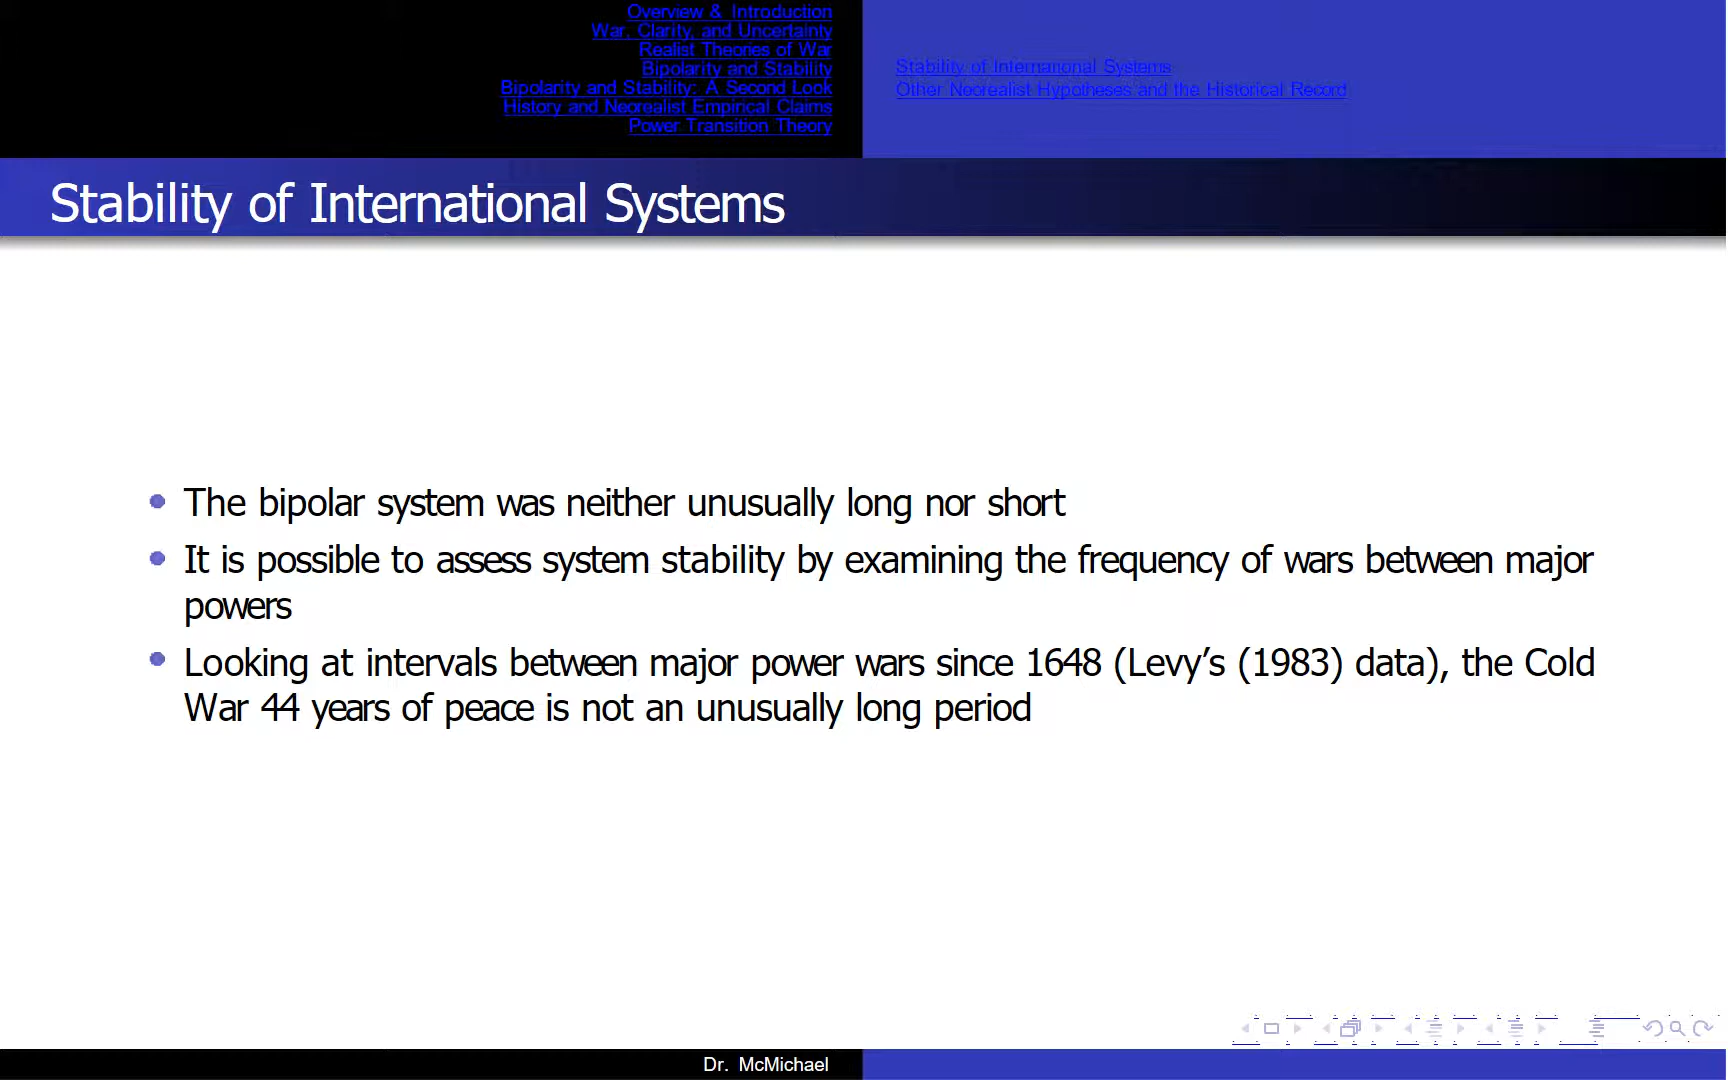 Overview & Introduction
War, Clarity, and Uncertainty
Realist Theories of War
Bipolarity and Stability
Bipolarity and Stability: A Second Look
History and Neorealist Empirical Claims
Power Transition Theory
Stability of International Systems
Other Neorealist Hypotheses and the Historical Record
Stability of International Systems
The bipolar system was neither unusually long nor short
It is possible to assess system stability by examining the frequency of wars between major
powers
Looking at intervals between major power wars since 1648 (Levy’s (1983) data), the Cold
War 44 years of peace is not an unusually long period
Dr. McMichael